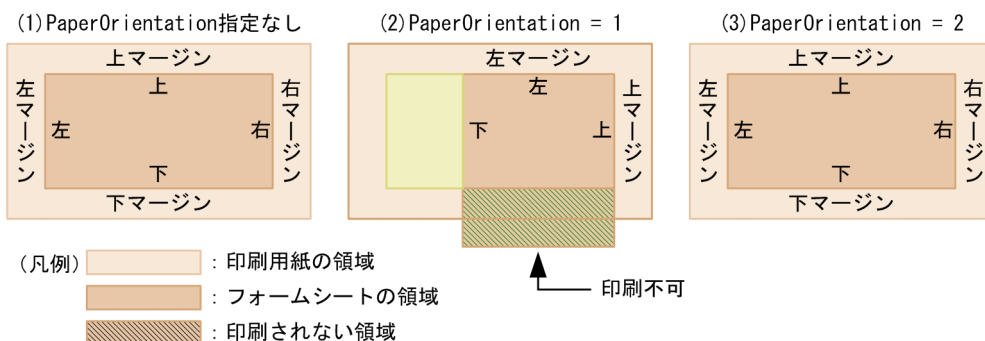 (1)PaperOrientation指定なし
(2)PaperOrientation = 1
(3)PaperOrientation = 2
上マージン
左マージン
上
左
右
下
右マージン
下マージン
左マージン
左
下
上
上マージン
上マージン
左マージン
上
左
右
下
右マージン
下マージン
(凡例)
：印刷用紙の領域
：フォームシートの領域
：印刷されない領域
印刷不可